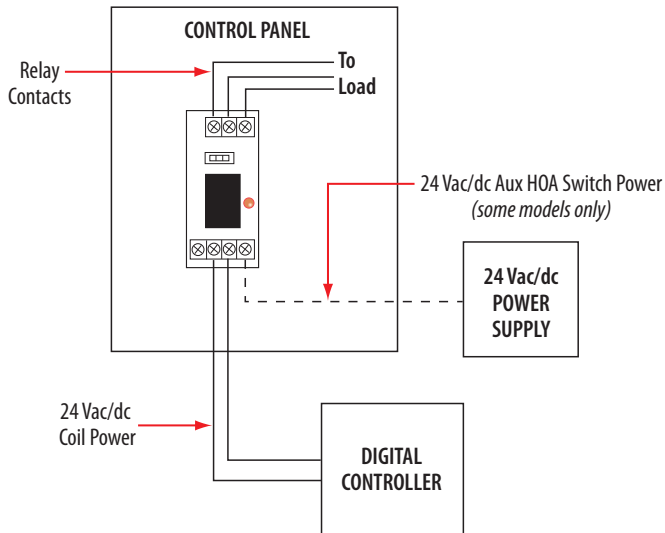 CONTROL PANEL
To
Load
Relay
Contacts
24 Vac/dc Aux HOA Switch Power
(some models only)
24 Vac/dc
POWER
SUPPLY
24 Vac/dc
Coil Power
DIGITAL
CONTROLLER